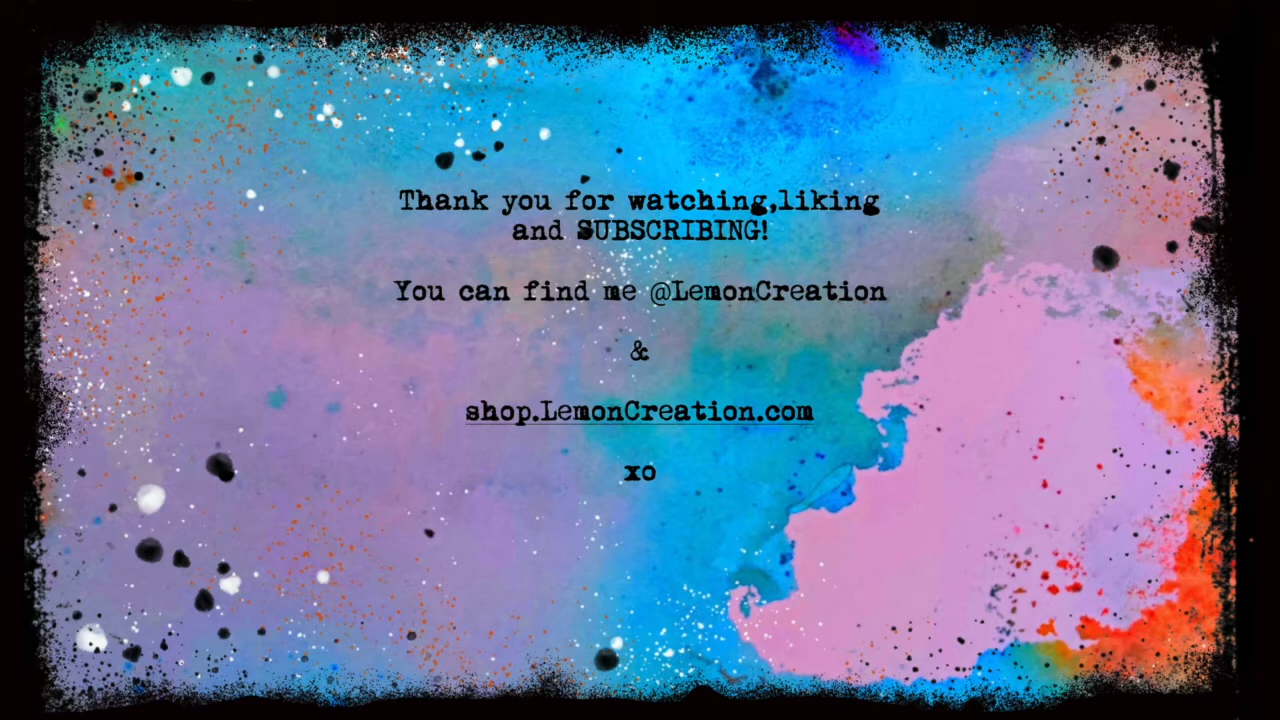 Thank you for watching,liking
and SUBSCRIBING!
You can find me @LemonCreation
&
shop.LemonCreation.com
xo